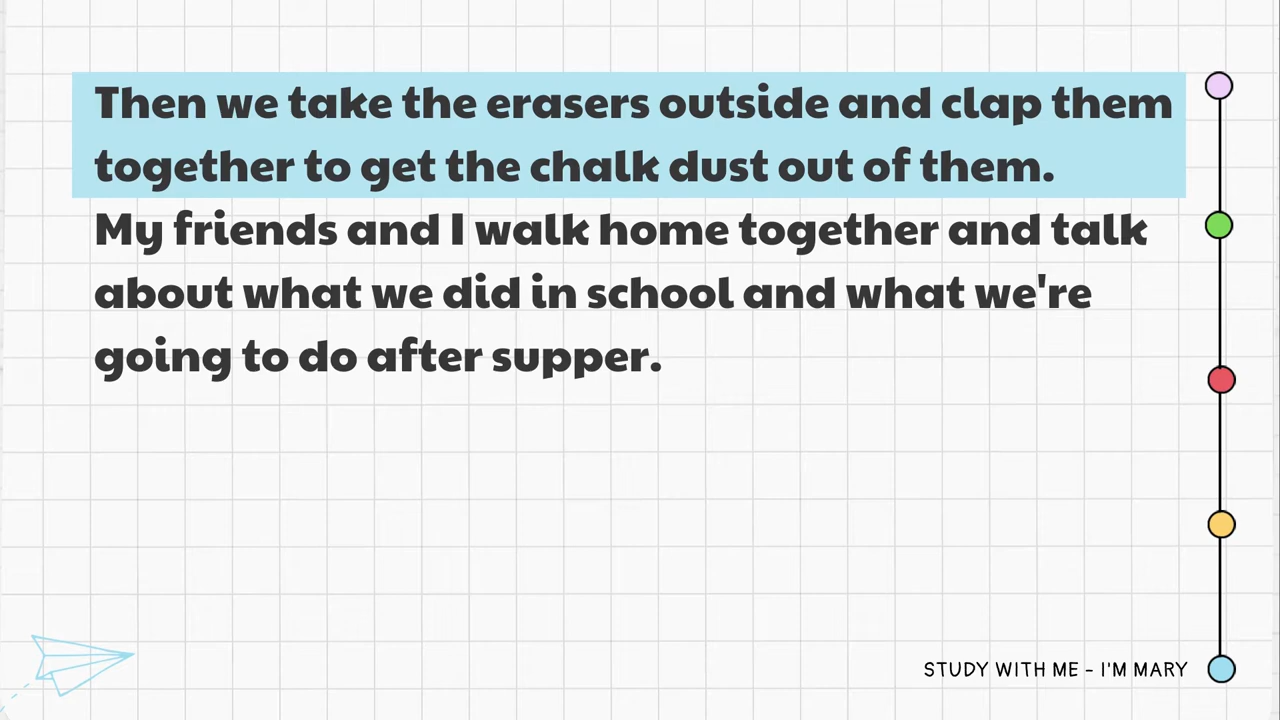 Then we take the erasers outside and clap them
together to get the chalk dust out of them.
My friends and I walk home together and talk
about what we did in school and what we're
going to do after supper.
STUDY WITH ME - I'M MARY